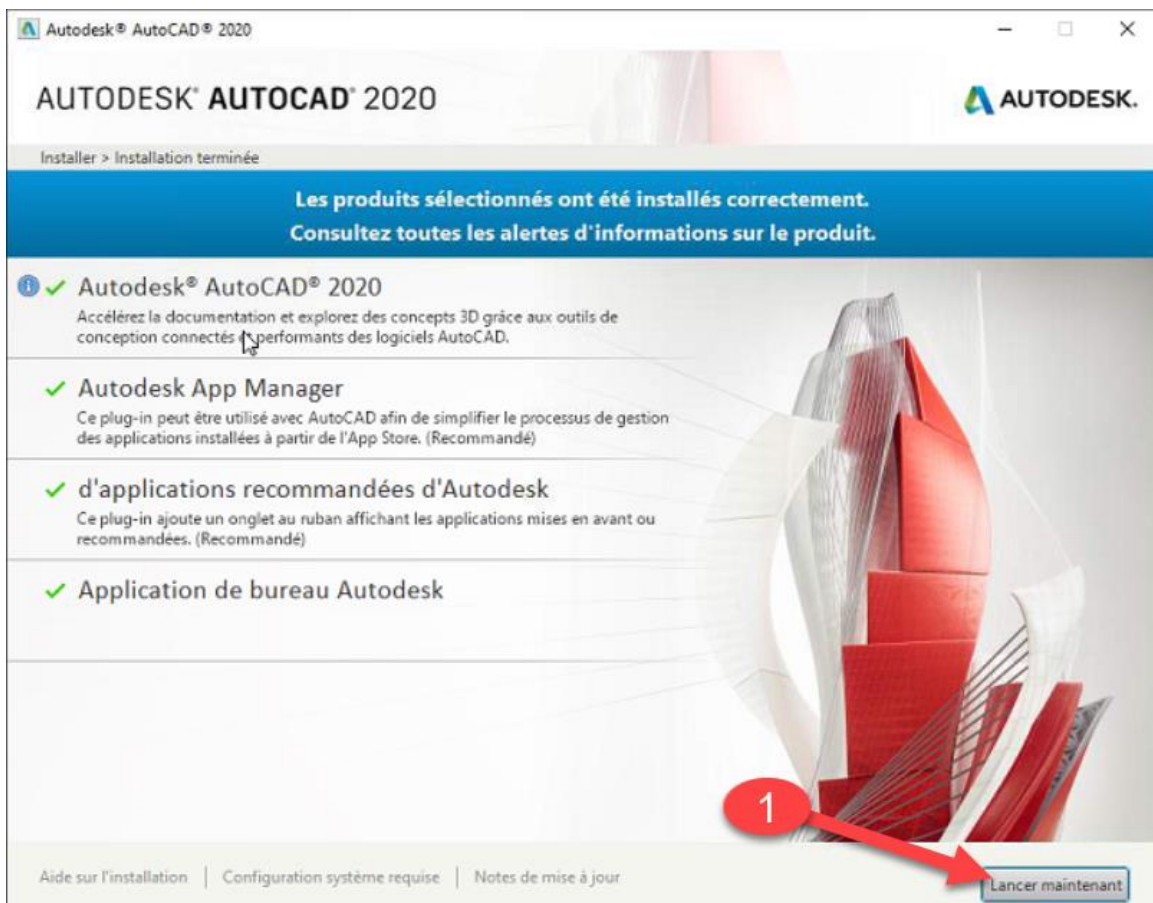 Autodesk® AutoCAD® 2020
AUTODESK® AUTOCAD® 2020
AUTODESK.
Installer > Installation terminée
Les produits sélectionnés ont été installés correctement.
Consultez toutes les alertes d'informations sur le produit.
Autodesk® AutoCAD® 2020
Accélérez la documentation et explorez des concepts 3D grâce aux outils de
conception connectés performants des logiciels AutoCAD.
Autodesk App Manager
Ce plug-in peut être utilisé avec AutoCAD afin de simplifier le processus de gestion
des applications installées à partir de l'App Store. (Recommandé)
d'applications recommandées d'Autodesk
Ce plug-in ajoute un onglet au ruban affichant les applications mises en avant ou
recommandées. (Recommandé)
Application de bureau Autodesk
1
Aide sur l'installation | Configuration système requise | Notes de mise à jour
Lancer maintenant